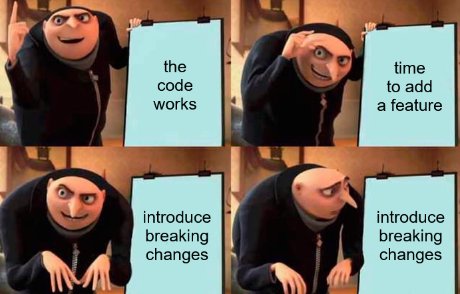 the
code
works
time
to add
a feature
introduce
breaking
changes
introduce
breaking
changes